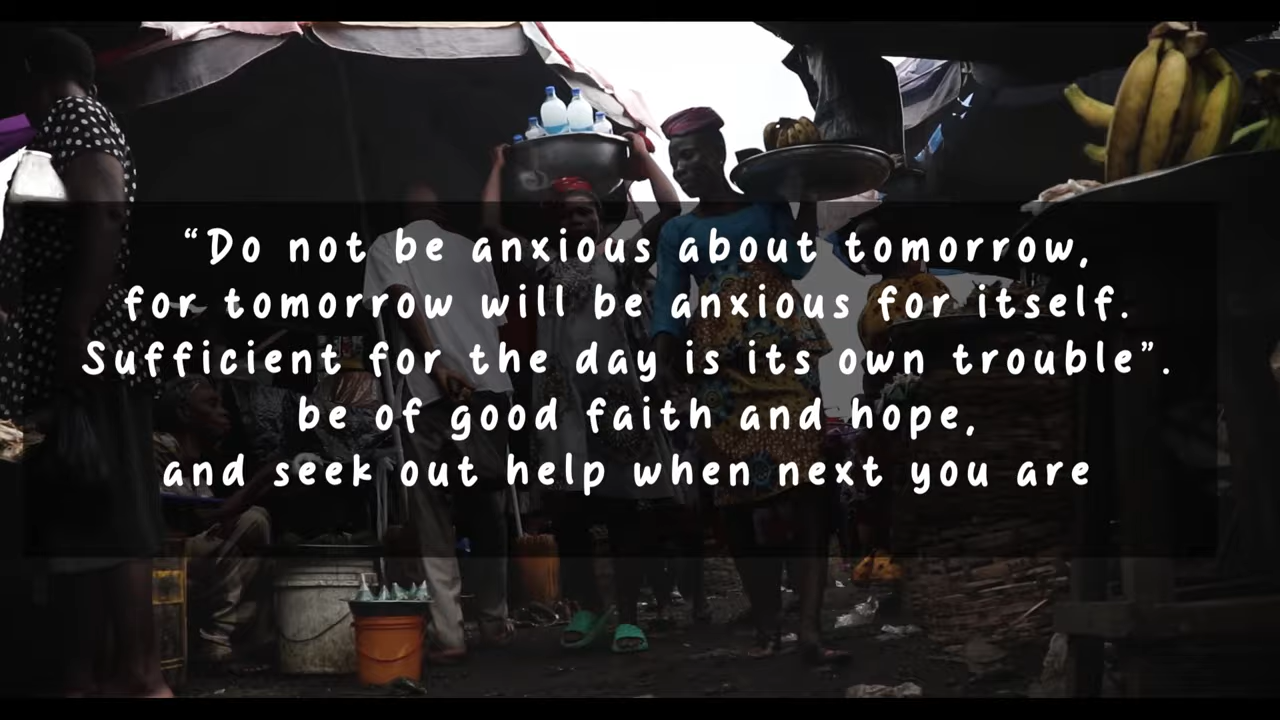 “Do not be anxious about tomorrow,
for tomorrow will be anxious for itself.
Sufficient for the day is its own trouble”.
be of good faith and hope,
and seek out help when next you are